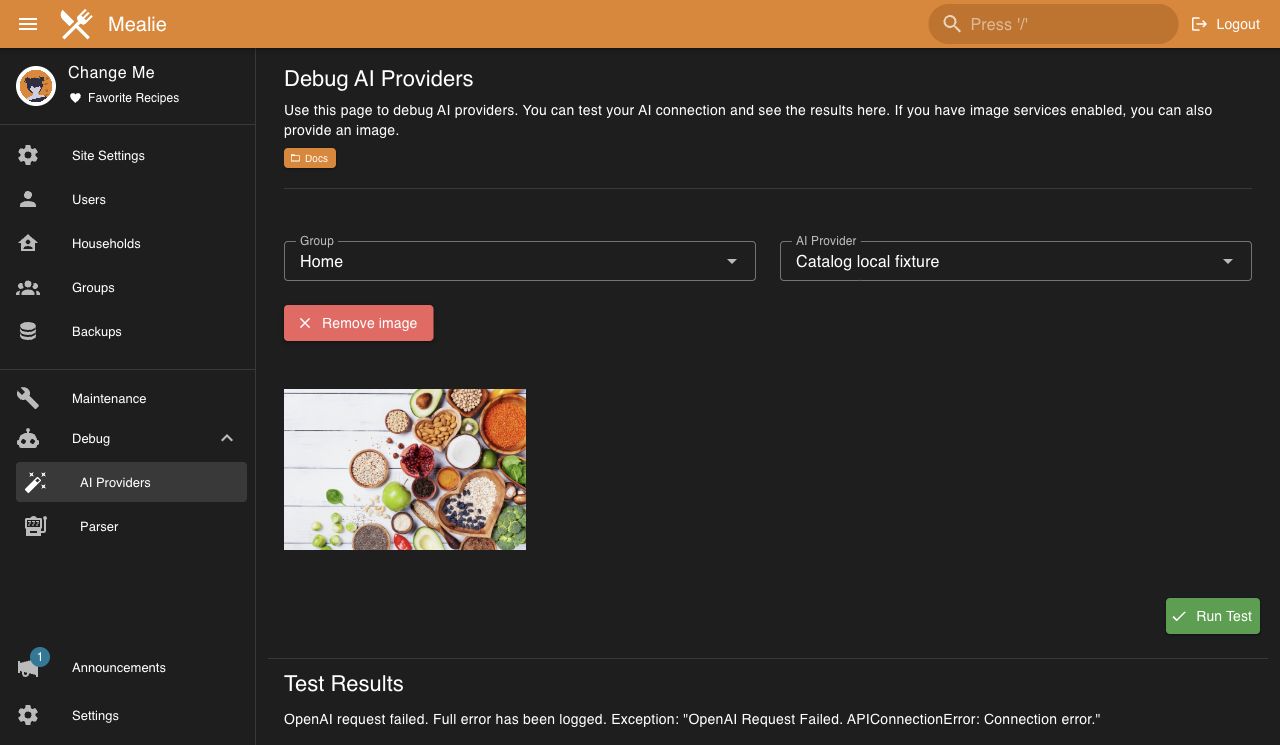 Mealie
Press '/'
Logout
Change Me
Favorite Recipes
Site Settings
Users
Households
Groups
Backups
Maintenance
Debug
AI Providers
Parser
1
Announcements
Settings
Debug AI Providers
Use this page to debug AI providers. You can test your AI connection and see the results here. If you have image services enabled, you can also
provide an image.
Docs
Group
Home
AI Provider
Catalog local fixture
Remove image
Run Test
Test Results
OpenAI request failed. Full error has been logged. Exception: "OpenAI Request Failed. APIConnectionError: Connection error."